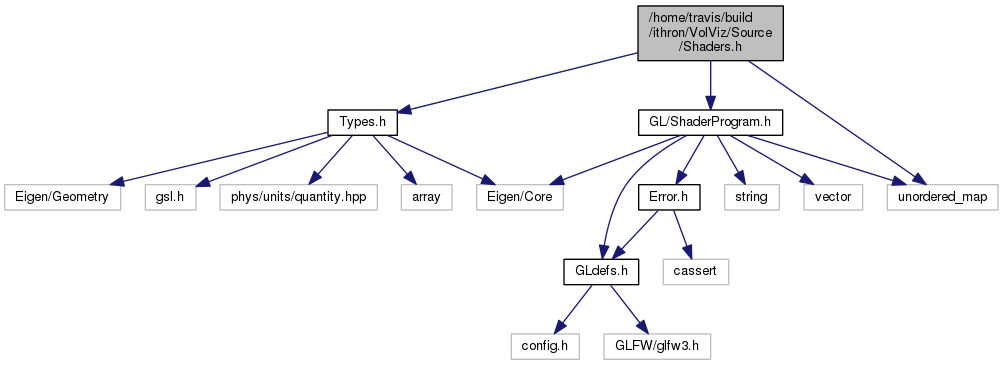 /home/travis/build
/ithron/VolViz/Source
/Shaders.h
Types.h
GL/ShaderProgram.h
Eigen/Geometry
gsl.h
phys/units/quantity.hpp
array
Eigen/Core
Error.h
string
vector
unordered_map
GLdefs.h
cassert
config.h
GLFW/glfw3.h